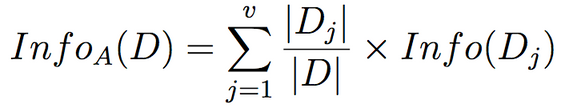 Info_A(D) = \sum_{j=1}^{v} \frac{|D_j|}{|D|} \times Info(D_j)